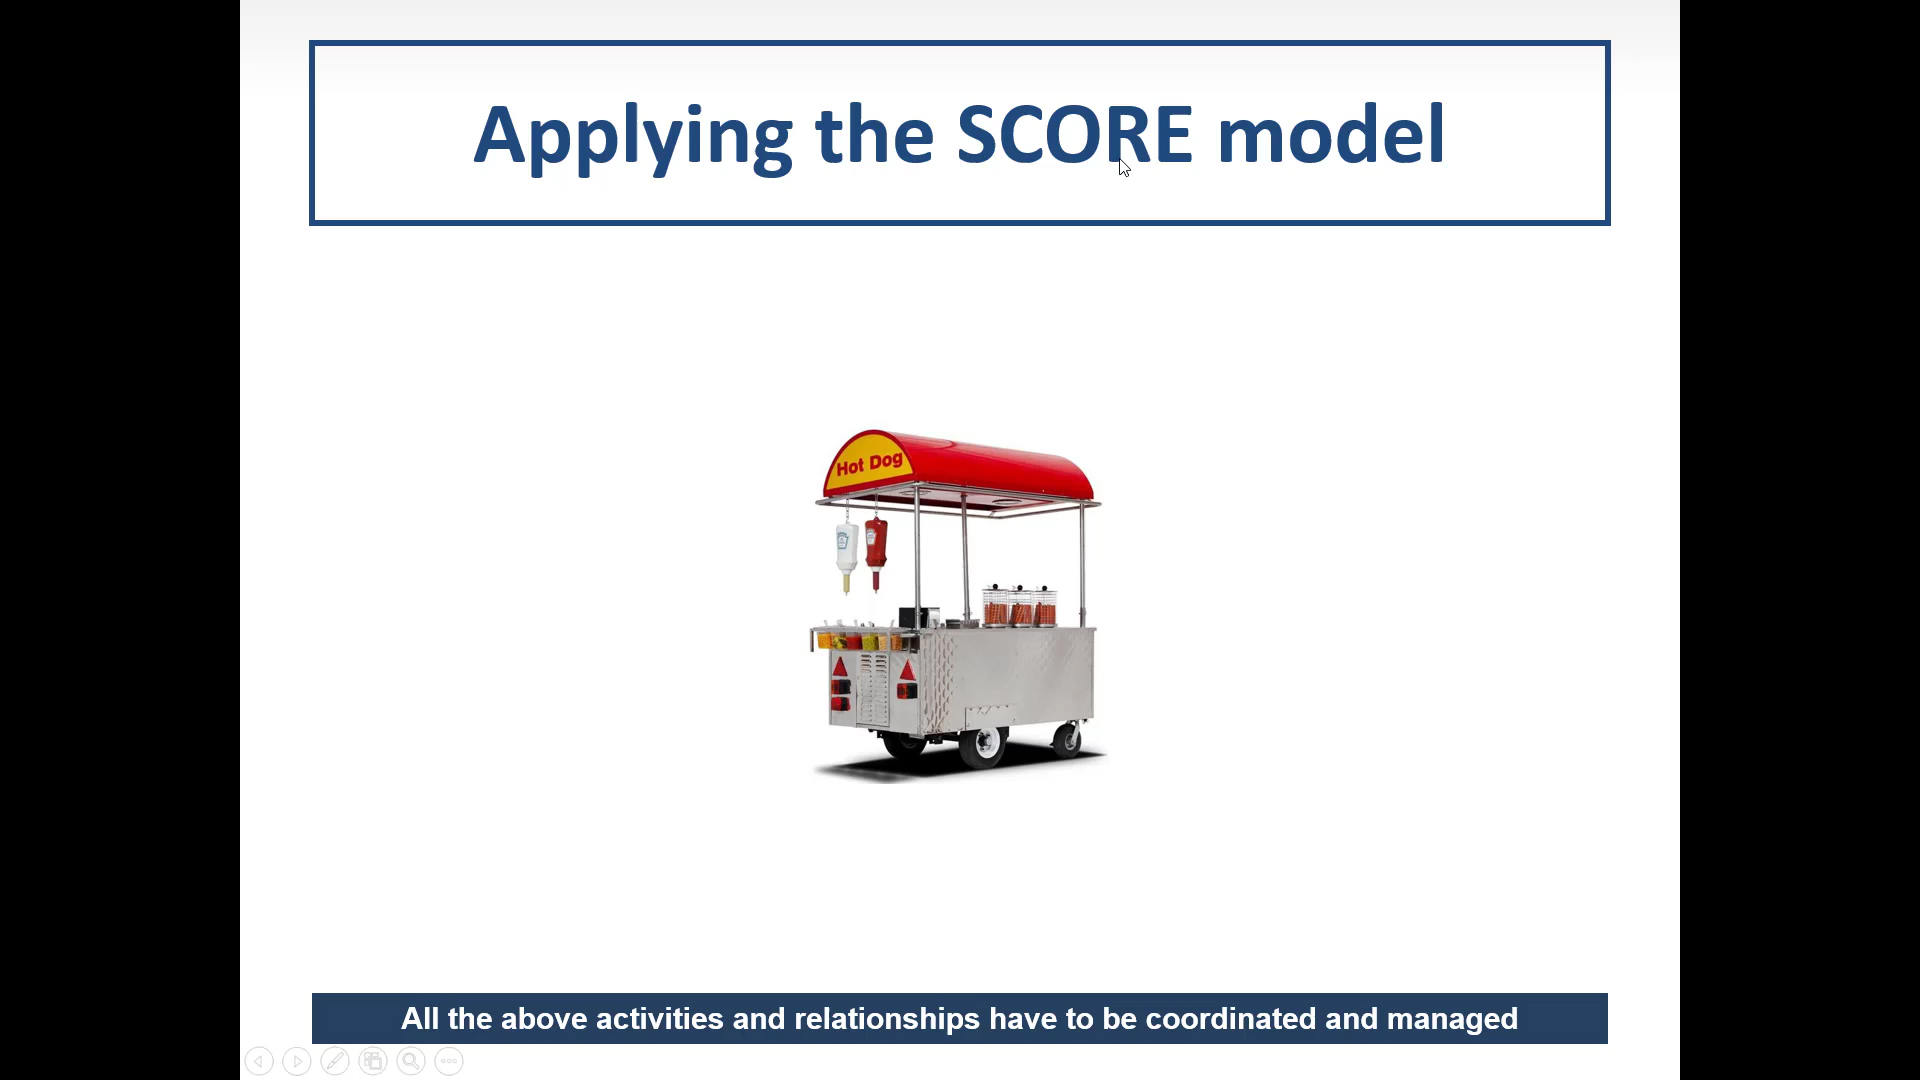 Applying the SCORE model
Hot Dog
All the above activities and relationships have to be coordinated and managed